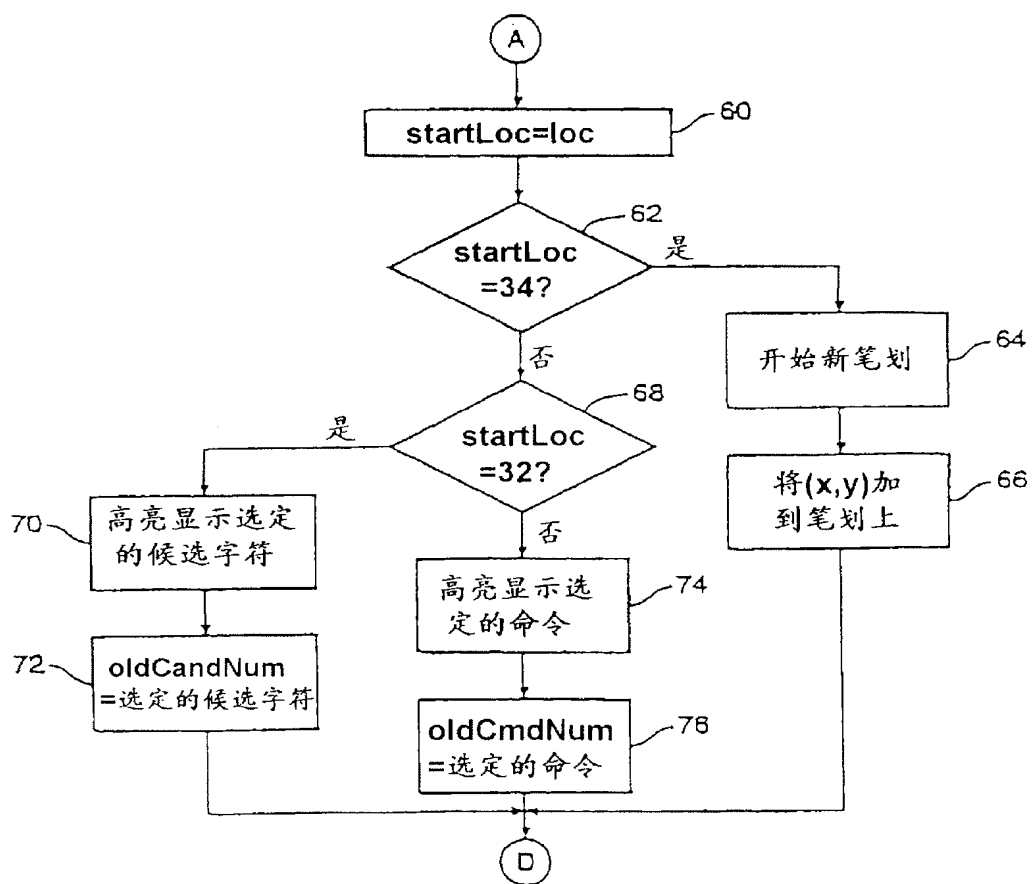 A
startLoc=loc
60
62
startLoc
=34?
是
否
开始新笔划
64
68
startLoc
=32?
是
将(x,y)加
到笔划上
66
70
高亮显示选定
的候选字符
否
高亮显示选
定的命令
74
72
oldCandNum
=选定的候选字符
oldCmdNum
=选定的命令
78
D